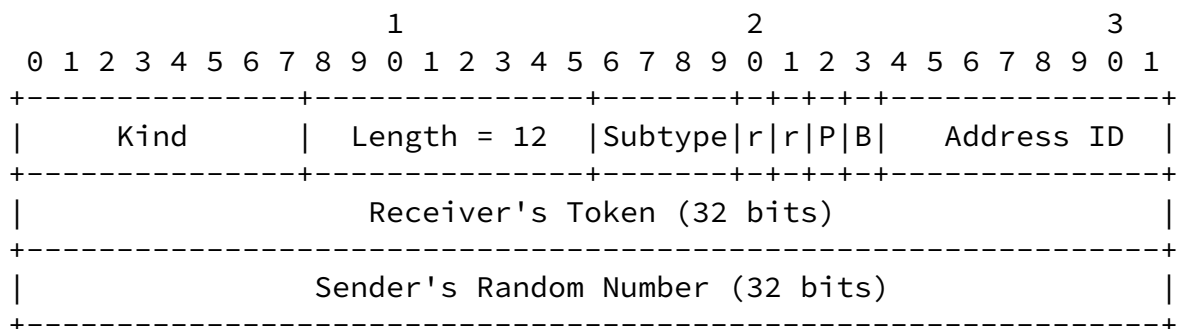 1                   2                   3
 0 1 2 3 4 5 6 7 8 9 0 1 2 3 4 5 6 7 8 9 0 1 2 3 4 5 6 7 8 9 0 1
+---------------+---------------+-------+-+-+-+-+---------------+
|     Kind      |  Length = 12  |Subtype|r|r|P|B|   Address ID  |
+---------------+---------------+-------+-+-+-+-+---------------+
|                   Receiver's Token (32 bits)                  |
+---------------------------------------------------------------+
|                Sender's Random Number (32 bits)               |
+---------------------------------------------------------------+